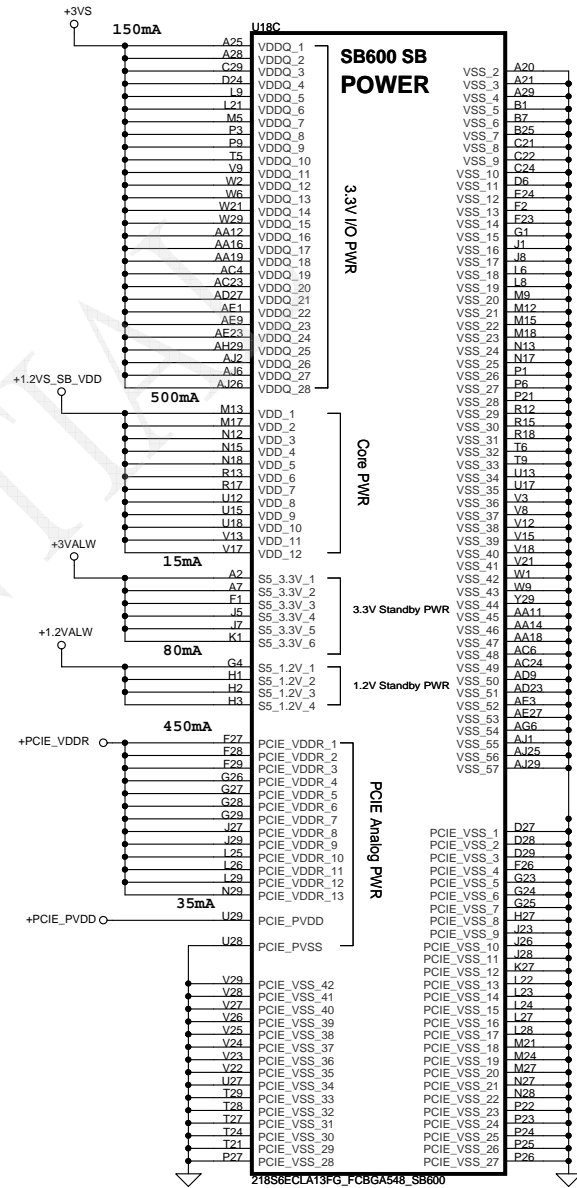 U18C
SB600 SB
POWER
+3VS
150mA
A25 VDDQ_1
A28 VDDQ_2
C29 VDDQ_3
D24 VDDQ_4
L9 VDDQ_5
L21 VDDQ_6
M5 VDDQ_7
P3 VDDQ_8
P9 VDDQ_9
T5 VDDQ_10
V9 VDDQ_11
W2 VDDQ_12
W6 VDDQ_13
W21 VDDQ_14
W29 VDDQ_15
AA12 VDDQ_16
AA16 VDDQ_17
AA19 VDDQ_18
AC4 VDDQ_19
AC23 VDDQ_20
AD27 VDDQ_21
AE1 VDDQ_22
AE9 VDDQ_23
AE23 VDDQ_24
AH29 VDDQ_25
AJ2 VDDQ_26
AJ6 VDDQ_27
AJ26 VDDQ_28
3.3V I/O PWR
+1.2VS_SB_VDD
500mA
M13 VDD_1
M17 VDD_2
N12 VDD_3
N15 VDD_4
N18 VDD_5
R13 VDD_6
R17 VDD_7
U12 VDD_8
U15 VDD_9
U18 VDD_10
V13 VDD_11
V17 VDD_12
Core PWR
+3VALW
15mA
A2 S5_3.3V_1
A7 S5_3.3V_2
F1 S5_3.3V_3
J5 S5_3.3V_4
J7 S5_3.3V_5
K1 S5_3.3V_6
3.3V Standby PWR
+1.2VALW
80mA
G4 S5_1.2V_1
H1 S5_1.2V_2
H2 S5_1.2V_3
H3 S5_1.2V_4
1.2V Standby PWR
+PCIE_VDDR
450mA
F27 PCIE_VDDR_1
F28 PCIE_VDDR_2
F29 PCIE_VDDR_3
G26 PCIE_VDDR_4
G27 PCIE_VDDR_5
G28 PCIE_VDDR_6
G29 PCIE_VDDR_7
J27 PCIE_VDDR_8
J29 PCIE_VDDR_9
L25 PCIE_VDDR_10
L26 PCIE_VDDR_11
L29 PCIE_VDDR_12
N29 PCIE_VDDR_13
35mA
+PCIE_PVDD U29 PCIE_PVDD
U28 PCIE_PVSS
PCIE Analog PWR
V29 PCIE_VSS_42
V28 PCIE_VSS_41
V27 PCIE_VSS_40
V26 PCIE_VSS_39
V25 PCIE_VSS_38
V24 PCIE_VSS_37
V23 PCIE_VSS_36
V22 PCIE_VSS_35
U27 PCIE_VSS_34
T29 PCIE_VSS_33
T28 PCIE_VSS_32
T27 PCIE_VSS_31
T24 PCIE_VSS_30
T21 PCIE_VSS_29
P27 PCIE_VSS_28
VSS_2 A20
VSS_3 A21
VSS_4 A29
VSS_5 B1
VSS_6 B7
VSS_7 B25
VSS_8 C21
VSS_9 C22
VSS_10 C24
VSS_11 D6
VSS_12 E24
VSS_13 F2
VSS_14 F23
VSS_15 G1
VSS_16 J1
VSS_17 J8
VSS_18 L6
VSS_19 L8
VSS_20 M9
VSS_21 M12
VSS_22 M15
VSS_23 M18
VSS_24 N13
VSS_25 N17
VSS_26 P1
VSS_27 P6
VSS_28 P21
VSS_29 R12
VSS_30 R15
VSS_31 R18
VSS_32 T6
VSS_33 T9
VSS_34 U13
VSS_35 U17
VSS_36 V3
VSS_37 V8
VSS_38 V12
VSS_39 V15
VSS_40 V18
VSS_41 V21
VSS_42 W1
VSS_43 W9
VSS_44 Y29
VSS_45 AA11
VSS_46 AA14
VSS_47 AA18
VSS_48 AC6
VSS_49 AC24
VSS_50 AD9
VSS_51 AD23
VSS_52 AE3
VSS_53 AE27
VSS_54 AG6
VSS_55 AJ1
VSS_56 AJ25
VSS_57 AJ29
PCIE_VSS_1 D27
PCIE_VSS_2 D28
PCIE_VSS_3 D29
PCIE_VSS_4 F26
PCIE_VSS_5 G23
PCIE_VSS_6 G24
PCIE_VSS_7 G25
PCIE_VSS_8 H27
PCIE_VSS_9 J23
PCIE_VSS_10 J26
PCIE_VSS_11 J28
PCIE_VSS_12 K27
PCIE_VSS_13 L22
PCIE_VSS_14 L23
PCIE_VSS_15 L24
PCIE_VSS_16 L27
PCIE_VSS_17 L28
PCIE_VSS_18 M21
PCIE_VSS_19 M24
PCIE_VSS_20 M27
PCIE_VSS_21 N27
PCIE_VSS_22 N28
PCIE_VSS_23 P22
PCIE_VSS_24 P23
PCIE_VSS_25 P24
PCIE_VSS_26 P25
PCIE_VSS_27 P26
218S6ECLA13FG_FCBGA548_SB600